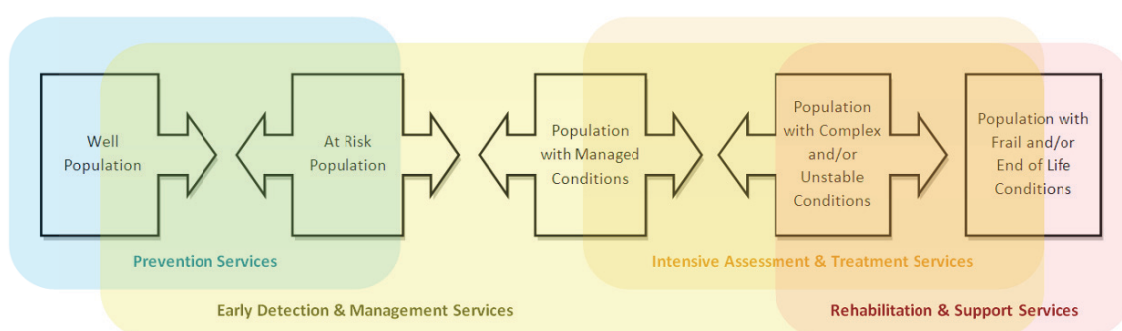 Well
Population
At Risk
Population
Population
with Managed
Conditions
Population
with Complex
and/or
Unstable
Conditions
Population with
Frail and/or
End of Life
Conditions
Prevention Services
Intensive Assessment & Treatment Services
Early Detection & Management Services
Rehabilitation & Support Services